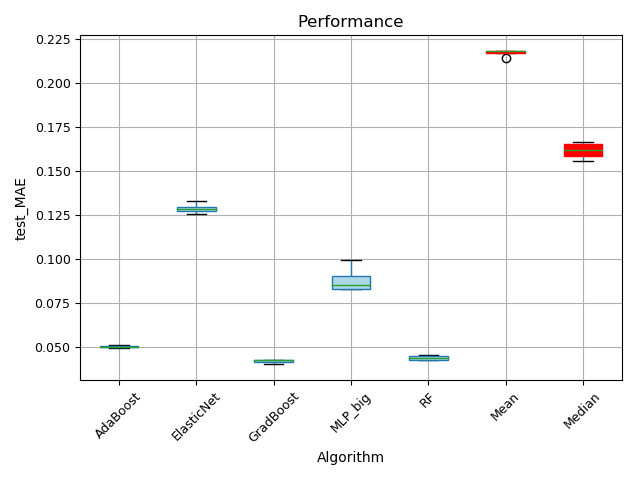 Performance
test_MAE
0.225
0.200
0.175
0.150
0.125
0.100
0.075
0.050
AdaBoost
ElasticNet
GradBoost
MLP_big
RF
Mean
Median
Algorithm